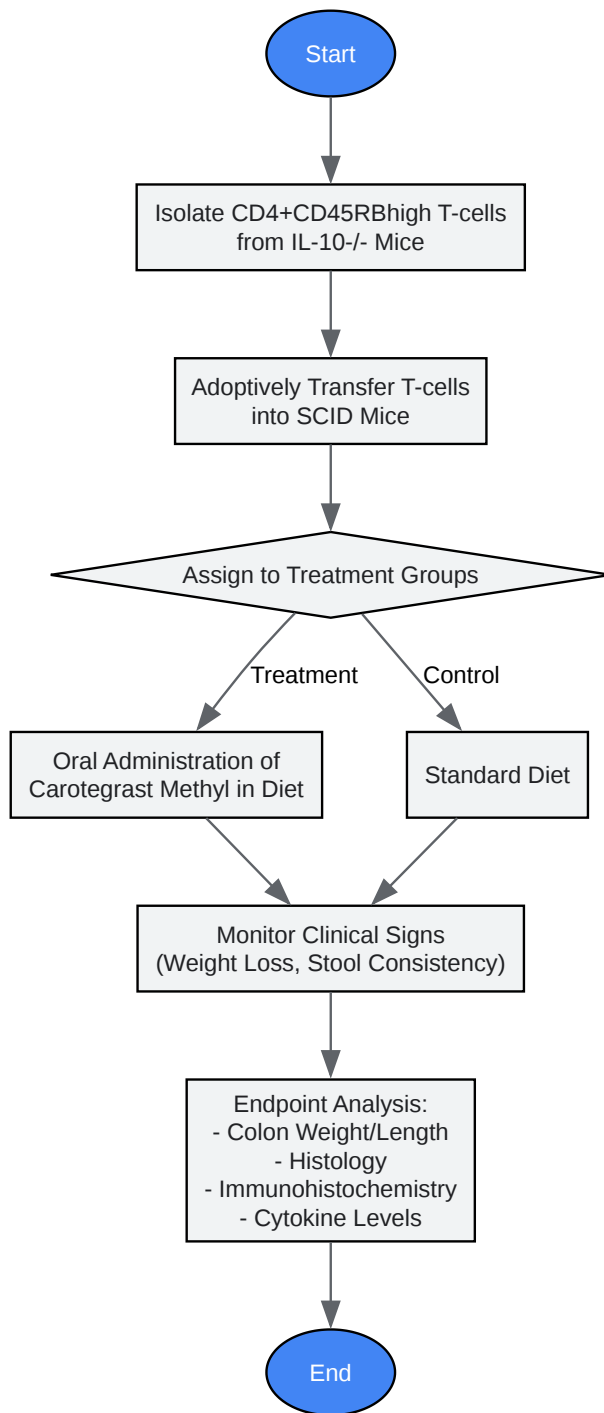 Start
Isolate CD4+CD45RBhigh T-cells
from IL-10-/- Mice
Adoptively Transfer T-cells
into SCID Mice
Assign to Treatment Groups
Treatment
Control
Oral Administration of
Carotegrast Methyl in Diet
Standard Diet
Monitor Clinical Signs
(Weight Loss, Stool Consistency)
Endpoint Analysis:
- Colon Weight/Length
- Histology
- Immunohistochemistry
- Cytokine Levels
End